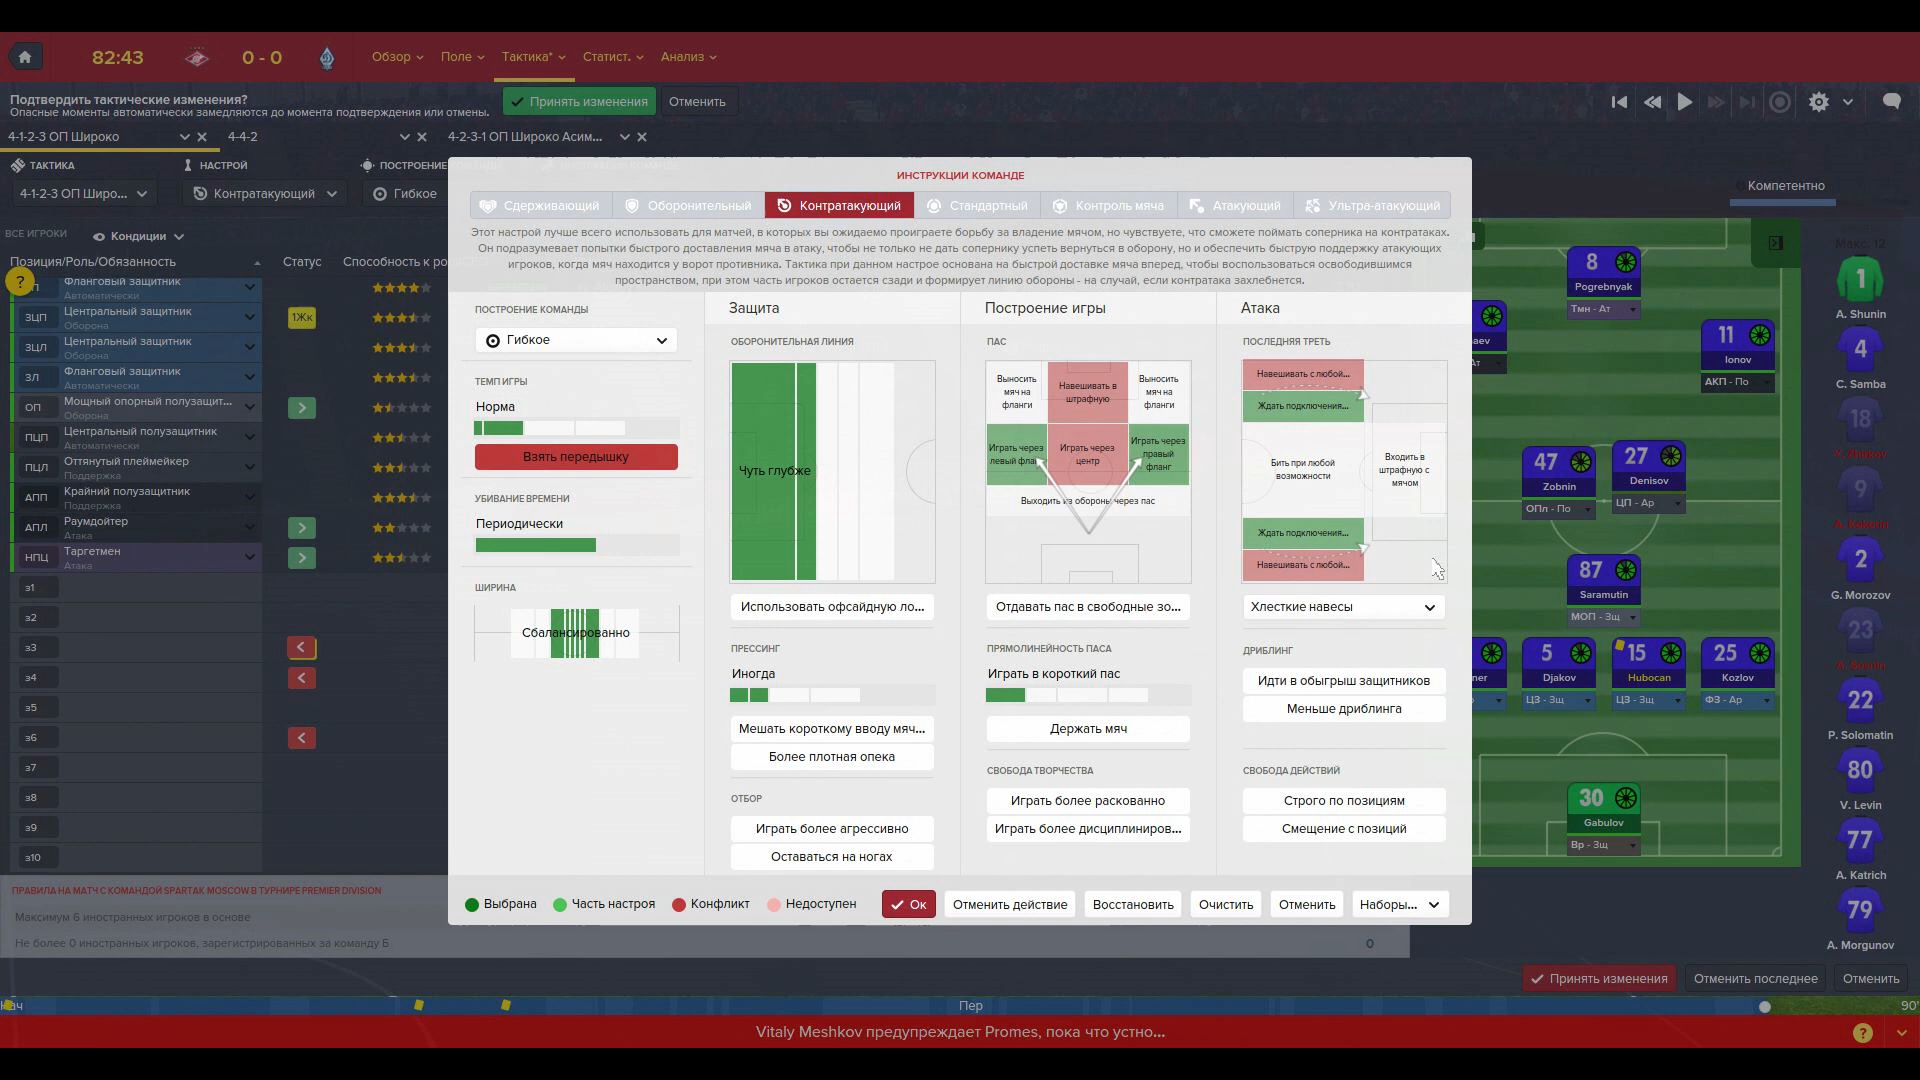 82:43
0 - 0
Обзор
Поле
Тактика*
Статист.
Анализ
Подтвердить тактические изменения?
Опасные моменты автоматически замедляются до момента подтверждения или отмены.
Принять изменения
Отменить
4-1-2-3 ОП Широко
4-4-2
4-2-3-1 ОП Широко Асим...
ТАКТИКА
НАСТРОЙ
ПОСТРОЕНИЕ
4-1-2-3 ОП Широ...
Контратакующий
Гибкое
Компетентно
ВСЕ ИГРОКИ
Кондиции
Позиция/Роль/Обязанность
Статус
Способность к ро
Фланговый защитник
Автоматически
ЗЦП
Центральный защитник
Оборона
1Жк
ЗЦЛ
Центральный защитник
Оборона
ЗЛ
Фланговый защитник
Автоматически
ОП
Мощный опорный полузащит...
Оборона
ПЦП
Центральный полузащитник
Автоматически
ПЦЛ
Оттянутый плеймейкер
Поддержка
АПП
Крайний полузащитник
Поддержка
АПЛ
Раумдойтер
Атака
НПЦ
Таргетмен
Атака
з1
з2
з3
з4
з5
з6
з7
з8
з9
з10
ИНСТРУКЦИИ КОМАНДЕ
Сдерживающий
Оборонительный
Контратакующий
Стандартный
Контроль мяча
Атакующий
Ультра-атакующий
Этот настрой лучше всего использовать для матчей, в которых вы ожидаемо проиграете борьбу за владение мячом, но чувствуете, что сможете поймать соперника на контратаках.
Он подразумевает попытки быстрого доставления мяча в атаку, чтобы не только не дать сопернику успеть вернуться в оборону, но и обеспечить быструю поддержку атакующих
игроков, когда мяч находится у ворот противника. Тактика при данном настрое основана на быстрой доставке мяча вперед, чтобы воспользоваться освободившимся
пространством, при этом часть игроков остается сзади и формирует линию обороны - на случай, если контратака захлебнется.
ПОСТРОЕНИЕ КОМАНДЫ
Гибкое
ТЕМП ИГРЫ
Норма
Взять передышку
УБИВАНИЕ ВРЕМЕНИ
Периодически
ШИРИНА
Сбалансированно
Защита
ОБОРОНИТЕЛЬНАЯ ЛИНИЯ
Чуть глубже
Использовать офсайдную ло...
ПРЕССИНГ
Иногда
Мешать короткому вводу мяч...
Более плотная опека
ОТБОР
Играть более агрессивно
Оставаться на ногах
Построение игры
ПАС
Выносить мяч на фланги
Навешивать в штрафную
Выносить мяч на фланги
Играть через левый флан
Играть через центр
Играть через правый фланг
Выходить из обороны через пас
Отдавать пас в свободные зо...
ПРЯМОЛИНЕЙНОСТЬ ПАСА
Играть в короткий пас
Держать мяч
СВОБОДА ТВОРЧЕСТВА
Играть более раскованно
Играть более дисциплиниров...
Атака
ПОСЛЕДНЯЯ ТРЕТЬ
Навешивать с любой...
Ждать подключения...
Бить при любой возможности
Входить в штрафную с мячом
Ждать подключения...
Навешивать с любой...
Хлесткие навесы
ДРИБЛИНГ
Идти в обыгрыш защитников
Меньше дриблинга
СВОБОДА ДЕЙСТВИЙ
Строго по позициям
Смещение с позиций
Выбрана
Часть настроя
Конфликт
Недоступен
Ок
Отменить действие
Восстановить
Очистить
Отменить
Наборы...
8
Pogrebnyak
Тмн - Ат
aev
11
Ionov
АКП - По
47
Zobnin
ОПл - По
27
Denisov
ЦП - Ар
87
Saramutin
МОП - Зщ
ner
5
Djakov
ЦЗ - Зщ
15
Hubocan
ЦЗ - Зщ
25
Kozlov
ФЗ - Ар
30
Gabulov
Вр - Зщ
Макс. 12
1
A. Shunin
4
C. Samba
18
Y. Zhirkov
9
A. Kokorin
2
G. Morozov
23
22
P. Solomatin
80
V. Levin
77
A. Katrich
79
A. Morgunov
ПРАВИЛА НА МАТЧ С КОМАНДОЙ SPARTAK MOSCOW В ТУРНИРЕ PREMIER DIVISION
Максимум 6 иностранных игроков в основе
Не более 0 иностранных игроков, зарегистрированных за команду Б
0
Принять изменения
Отменить последнее
Отменить
Нач
Пер
90'
Vitaly Meshkov предупреждает Promes, пока что устно...